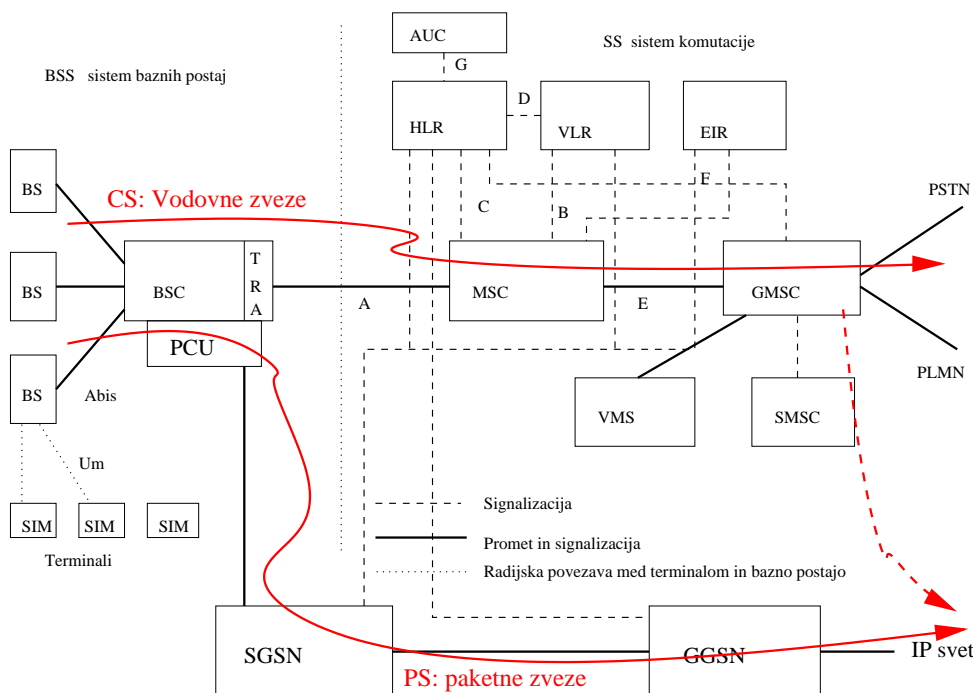 AUC
SS sistem komutacije
BSS sistem baznih postaj
G
D
HLR
VLR
EIR
BS
CS: Vodovne zveze
C
B
F
PSTN
BS
BSC
T
R
A
A
MSC
E
GMSC
PCU
PLMN
BS
Abis
VMS
SMSC
Um
SIM
SIM
SIM
Terminali
Signalizacija
Promet in signalizacija
Radijska povezava med terminalom in bazno postajo
SGSN
GGSN
IP svet
PS: paketne zveze